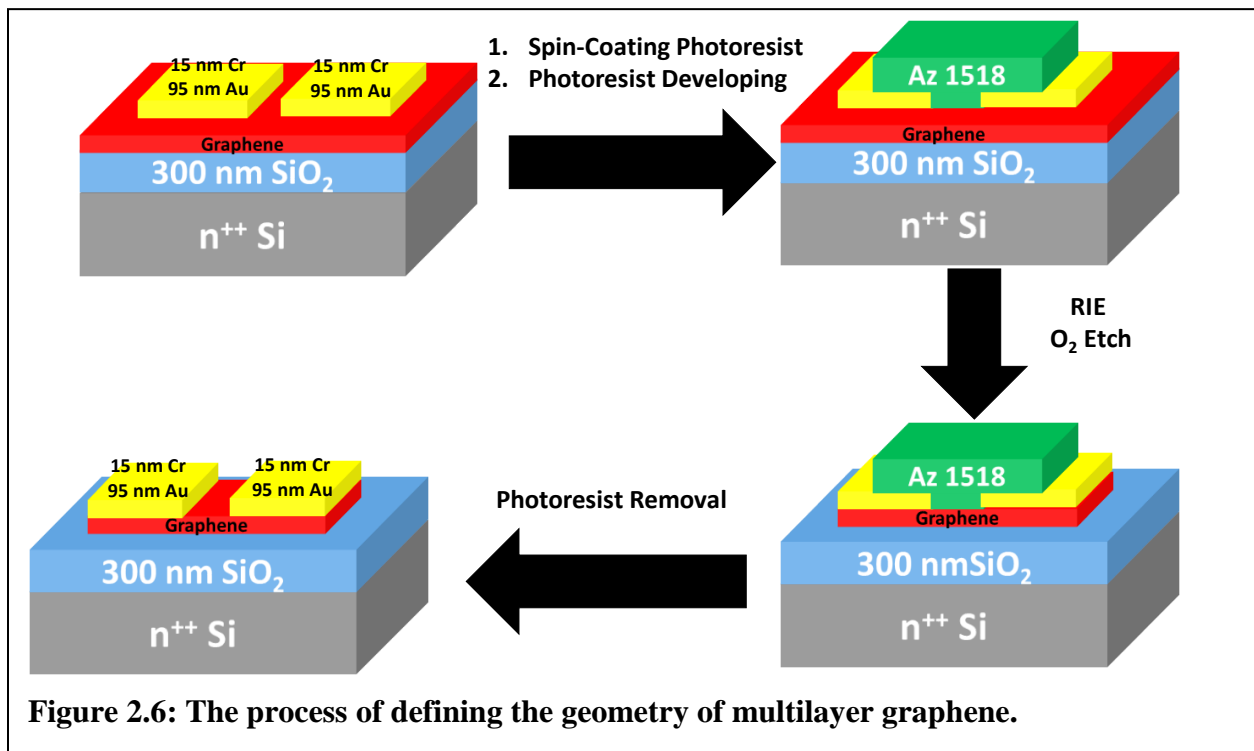 15 nm Cr
95 nm Au
15 nm Cr
95 nm Au
Graphene
300 nm SiO₂
n⁺⁺ Si
1. Spin-Coating Photoresist
2. Photoresist Developing
Az 1518
Graphene
300 nm SiO₂
n⁺⁺ Si
RIE
O₂ Etch
Az 1518
Graphene
300 nmSiO₂
n⁺⁺ Si
Photoresist Removal
15 nm Cr
95 nm Au
15 nm Cr
95 nm Au
Graphene
300 nm SiO₂
n⁺⁺ Si
Figure 2.6: The process of defining the geometry of multilayer graphene.